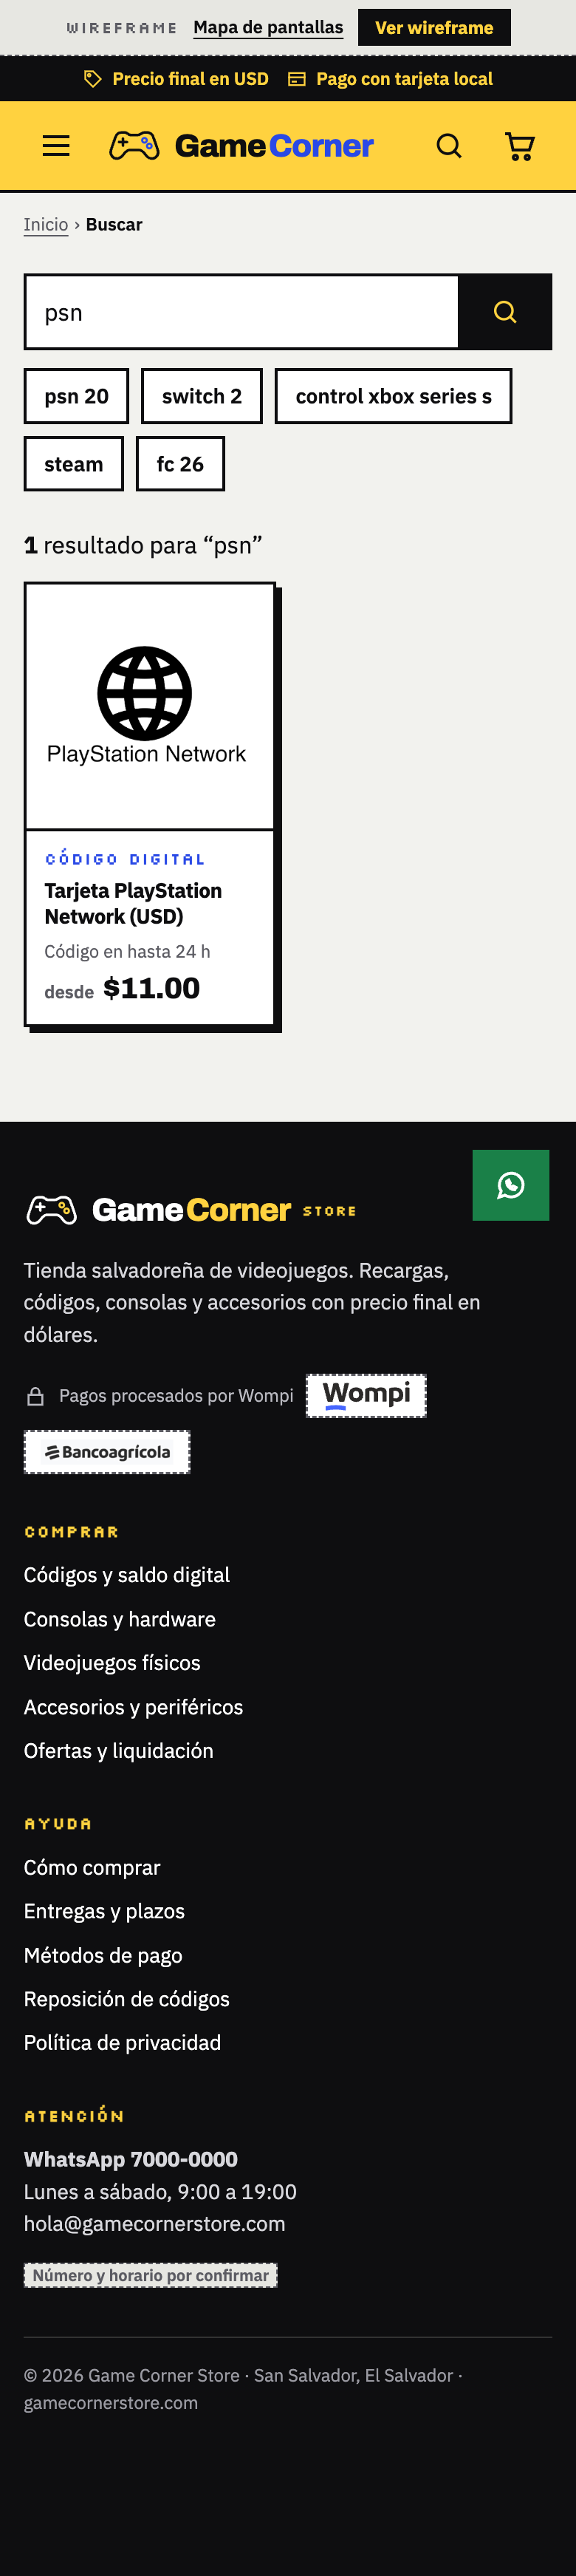 WIREFRAME Mapa de pantallas Ver wireframe
Precio final en USD Pago con tarjeta local
GameCorner
Inicio › Buscar
psn
psn 20 switch 2 control xbox series s
steam fc 26
1 resultado para “psn”
PlayStation Network
CÓDIGO DIGITAL
Tarjeta PlayStation
Network (USD)
Código en hasta 24 h
desde $11.00
GameCorner STORE
Tienda salvadoreña de videojuegos. Recargas,
códigos, consolas y accesorios con precio final en
dólares.
Pagos procesados por Wompi Wompi
Bancoagrícola
COMPRAR
Códigos y saldo digital
Consolas y hardware
Videojuegos físicos
Accesorios y periféricos
Ofertas y liquidación
AYUDA
Cómo comprar
Entregas y plazos
Métodos de pago
Reposición de códigos
Política de privacidad
ATENCIÓN
WhatsApp 7000-0000
Lunes a sábado, 9:00 a 19:00
hola@gamecornerstore.com
Número y horario por confirmar
© 2026 Game Corner Store · San Salvador, El Salvador ·
gamecornerstore.com